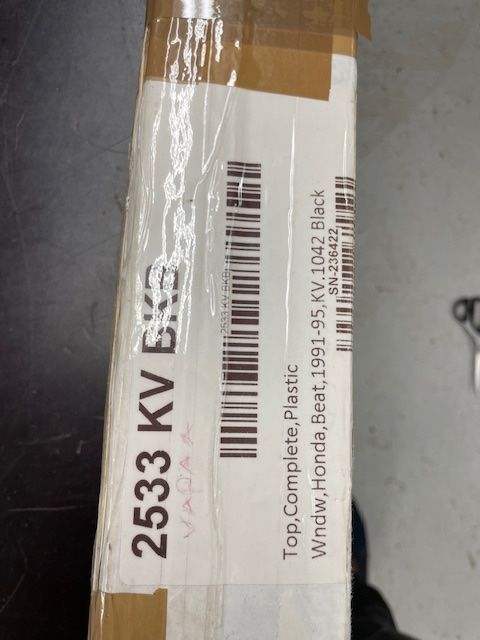 2533 KV BKB
VARAA
2533 KV BKB
Top,Complete,Plastic
Wndw,Honda,Beat,1991-95,KV.1042 Black
SN-236422